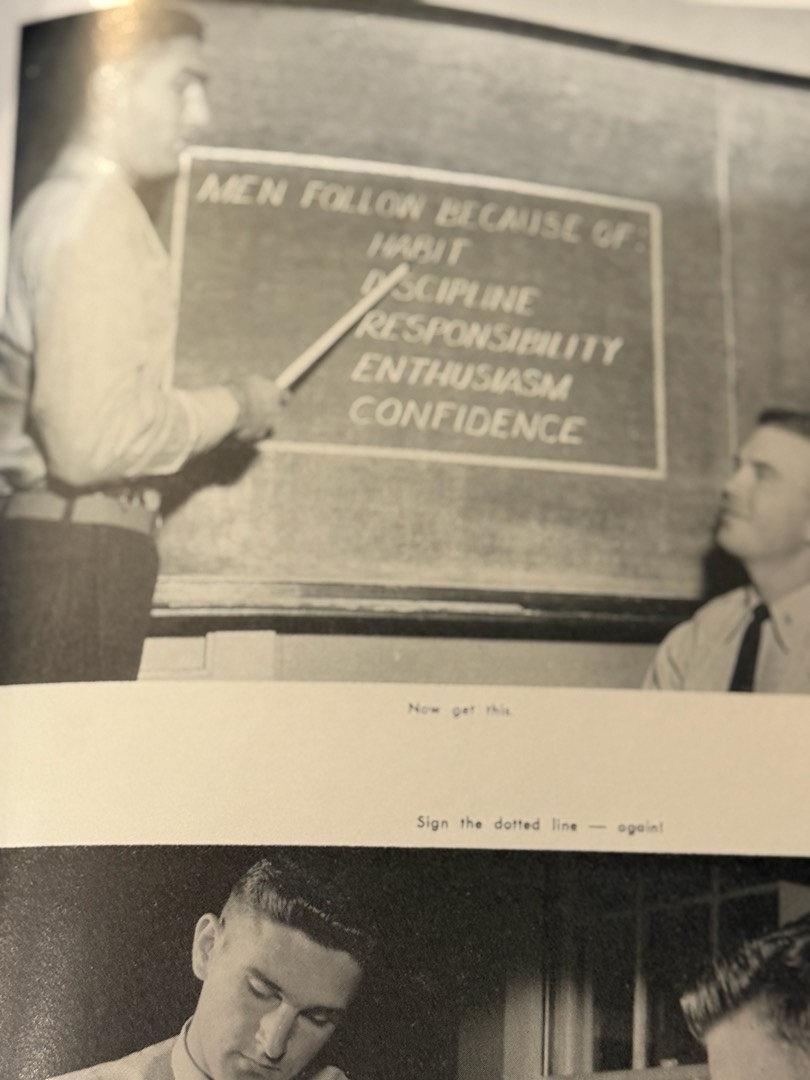 MEN FOLLOW BECAUSE OF:
HABIT
DISCIPLINE
RESPONSIBILITY
ENTHUSIASM
CONFIDENCE
Now get this.
Sign the dotted line — again!